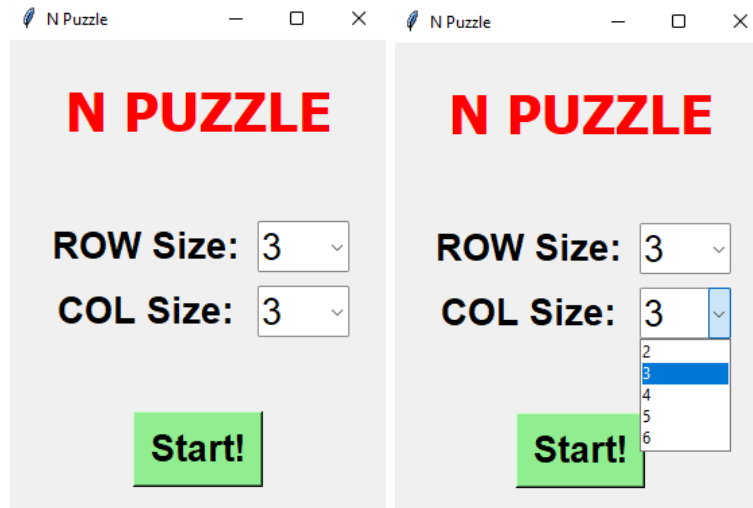 N Puzzle
N PUZZLE
ROW Size: 3
COL Size: 3
Start!
N Puzzle
N PUZZLE
ROW Size: 3
COL Size: 3
2
3
4
5
6
Start!